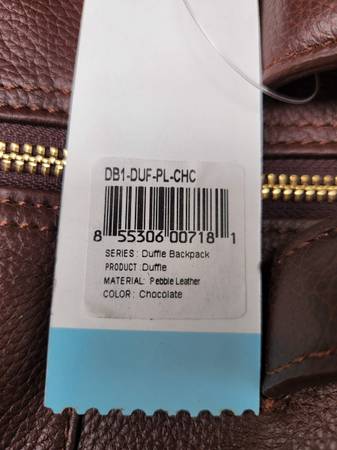 DB1-DUF-PL-CHC
8 55306 00718 1
SERIES : Duffle Backpack
PRODUCT : Duffle
MATERIAL: Pebble Leather
COLOR : Chocolate